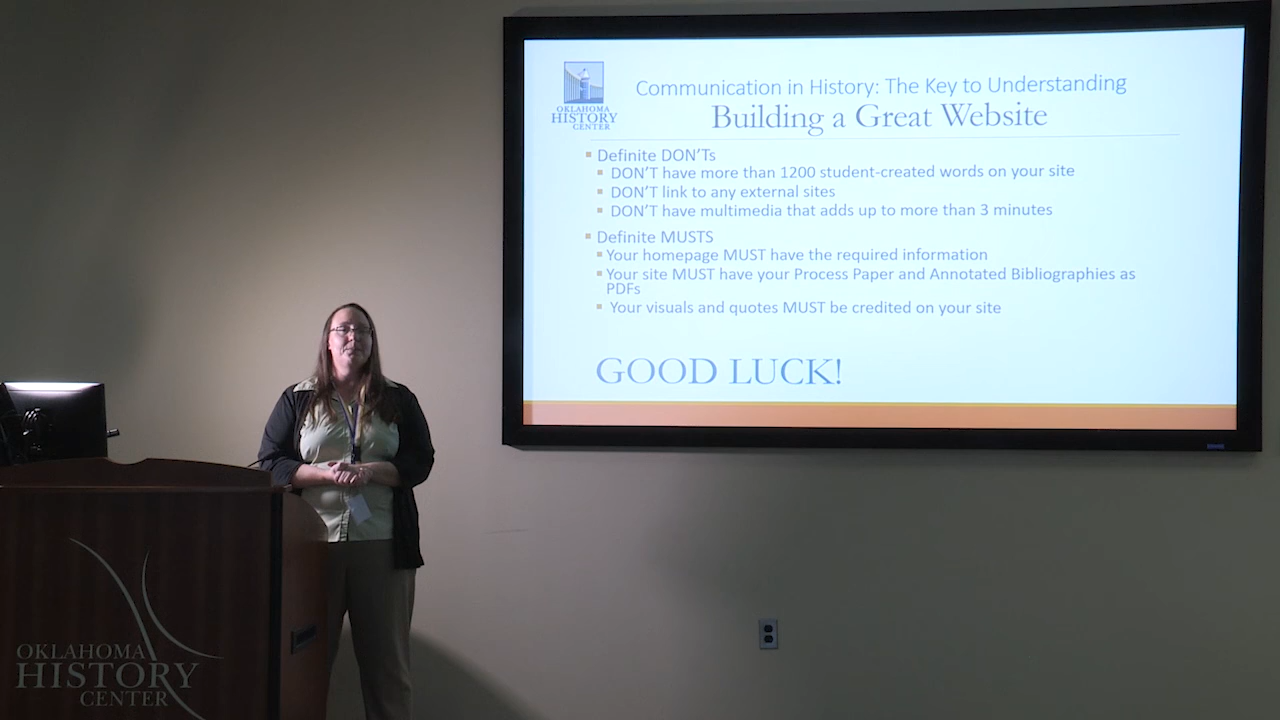 OKLAHOMA
HISTORY
CENTER
Communication in History: The Key to Understanding
Building a Great Website
Definite DON'Ts
DON'T have more than 1200 student-created words on your site
DON'T link to any external sites
DON'T have multimedia that adds up to more than 3 minutes
Definite MUSTS
Your homepage MUST have the required information
Your site MUST have your Process Paper and Annotated Bibliographies as
PDFs
Your visuals and quotes MUST be credited on your site
GOOD LUCK!
OKLAHOMA
HISTORY
CENTER